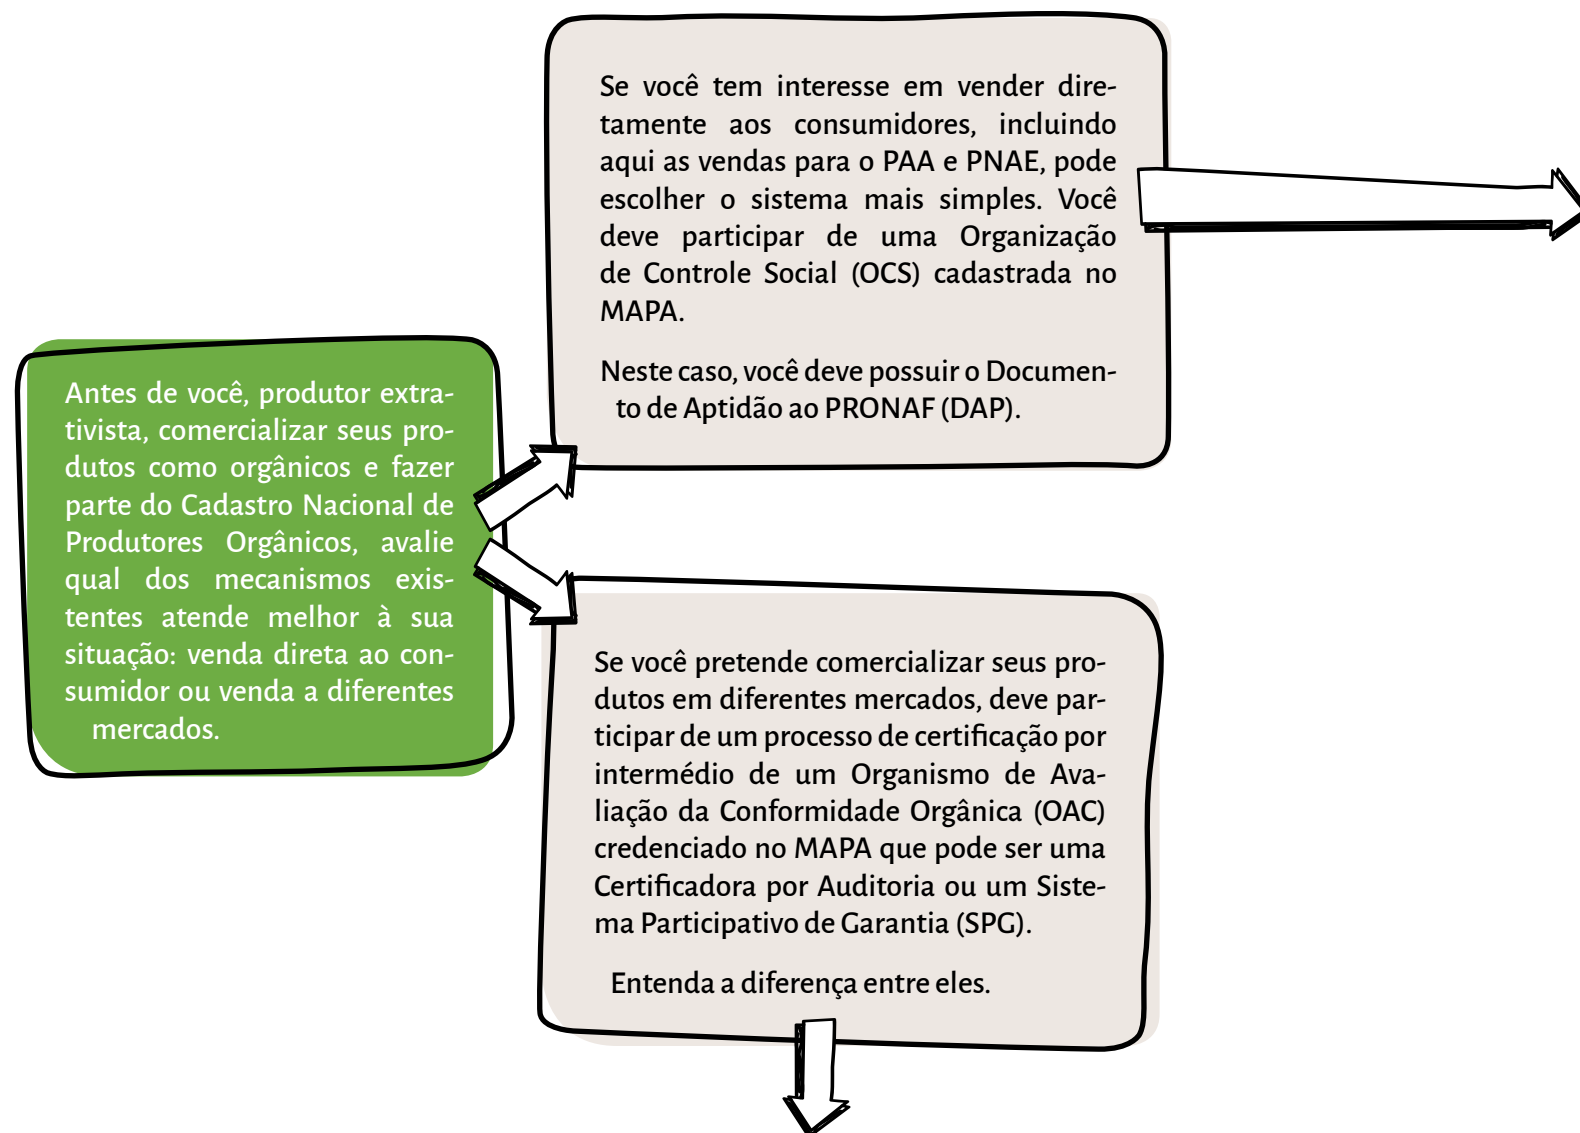 Se você tem interesse em vender dire-
tamente aos consumidores, incluindo
aqui as vendas para o PAA e PNAE, pode
escolher o sistema mais simples. Você
deve participar de uma Organização
de Controle Social (OCS) cadastrada no
MAPA.
Neste caso, você deve possuir o Documen-
to de Aptidão ao PRONAF (DAP).
Antes de você, produtor extra-
tivista, comercializar seus pro-
dutos como orgânicos e fazer
parte do Cadastro Nacional de
Produtores Orgânicos, avalie
qual dos mecanismos exis-
tentes atende melhor à sua
situação: venda direta ao con-
sumidor ou venda a diferentes
mercados.
Se você pretende comercializar seus pro-
dutos em diferentes mercados, deve par-
ticipar de um processo de certificação por
intermédio de um Organismo de Ava-
liação da Conformidade Orgânica (OAC)
credenciado no MAPA que pode ser uma
Certificadora por Auditoria ou um Siste-
ma Participativo de Garantia (SPG).
Entenda a diferença entre eles.